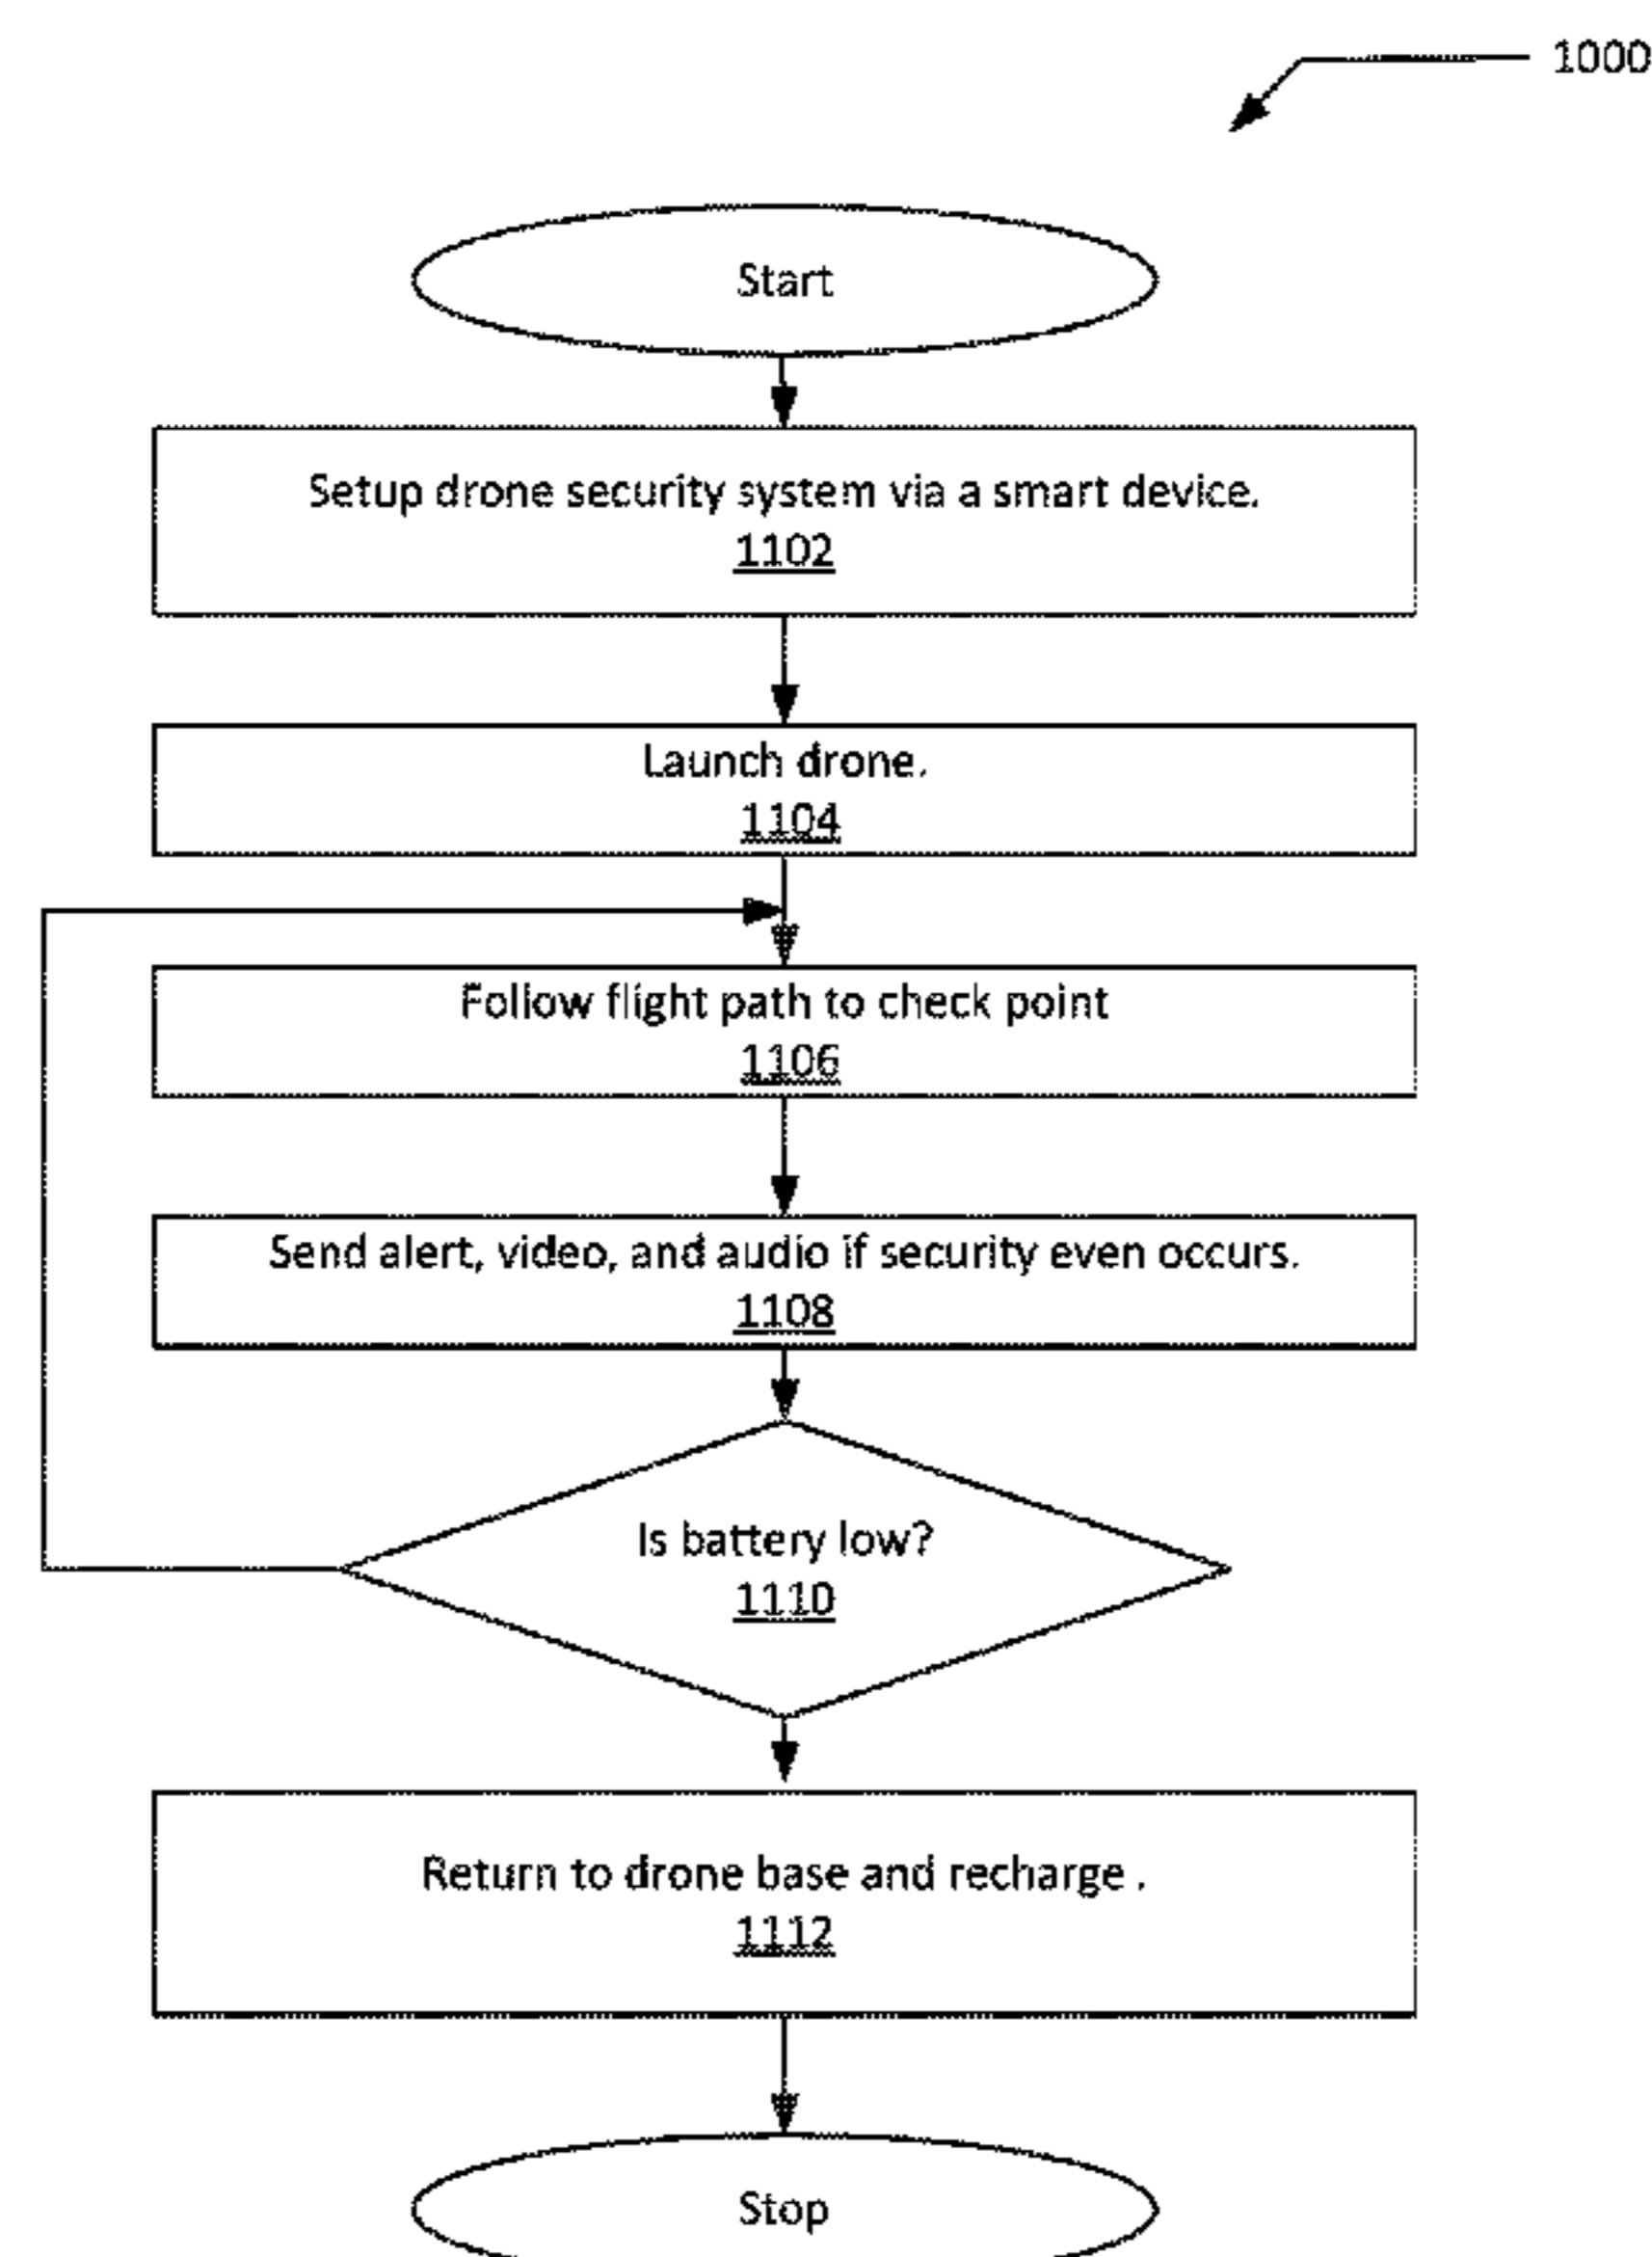 1000
Start
Setup drone security system via a smart device.
1102
Launch drone.
1104
Follow flight path to check point
1106
Send alert, video, and audio if security even occurs.
1108
Is battery low?
1110
Return to drone base and recharge .
1112
Stop